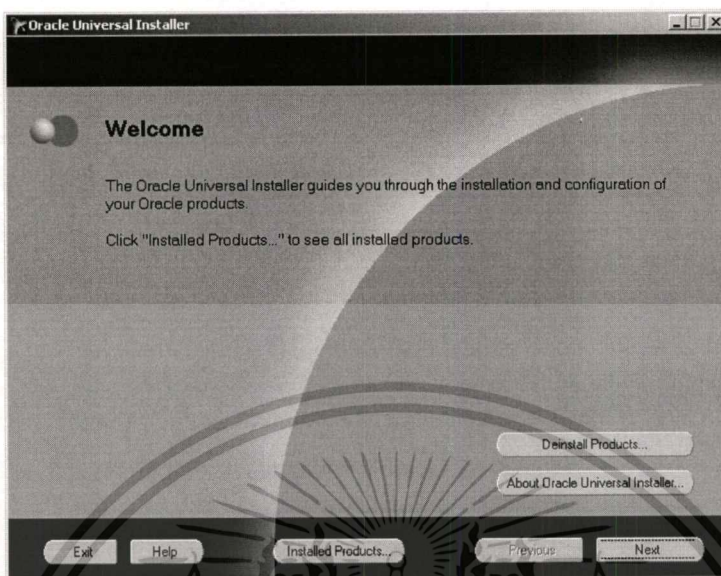 Oracle Universal Installer
Welcome
The Oracle Universal Installer guides you through the installation and configuration of
your Oracle products.
Click "Installed Products..." to see all installed products.
Deinstall Products...
About Oracle Universal Installer...
Exit
Help
Installed Products...
Previous
Next